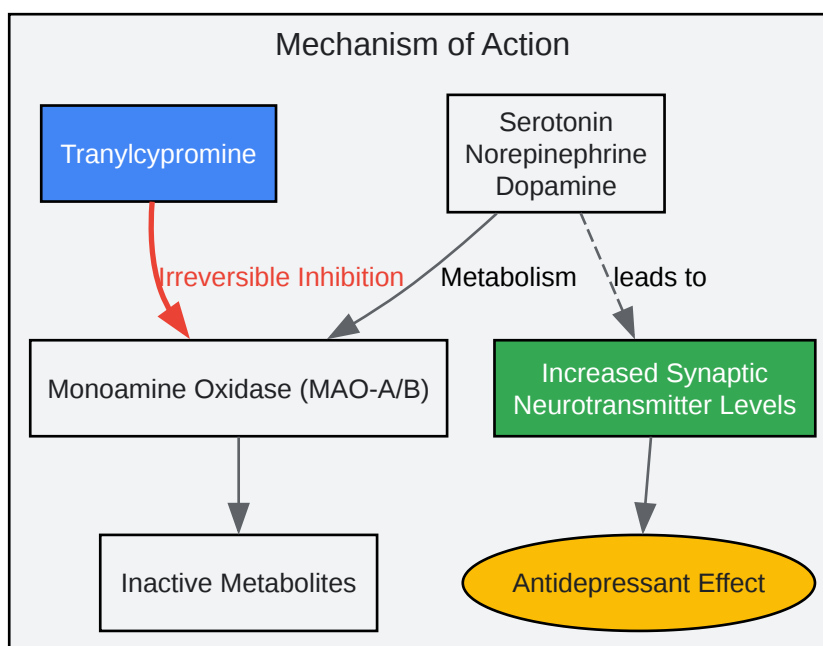 Mechanism of Action
Tranylcypromine
Serotonin
Norepinephrine
Dopamine
Irreversible Inhibition
Metabolism
leads to
Monoamine Oxidase (MAO-A/B)
Increased Synaptic
Neurotransmitter Levels
Inactive Metabolites
Antidepressant Effect